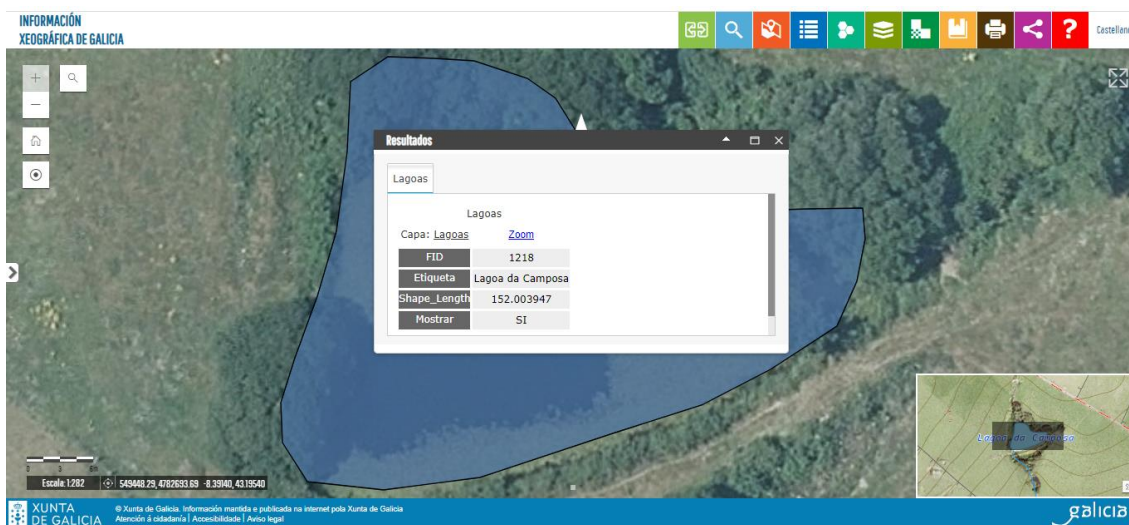 INFORMACIÓN
XEOGRÁFICA DE GALICIA
Castellano
Resultados
Lagoas
Lagoas
Capa: Lagoas Zoom
FID 1218
Etiqueta Lagoa da Camposa
Shape_Length 152.003947
Mostrar SI
Lagoa da Camposa
0 3 6m
Escala: 1:282 549448.29, 4782693.69 -8.39140, 43.19540
XUNTA
DE GALICIA
© Xunta de Galicia. Información mantida e publicada na internet pola Xunta de Galicia
Atención á cidadanía | Accesibilidade | Aviso legal
galicia